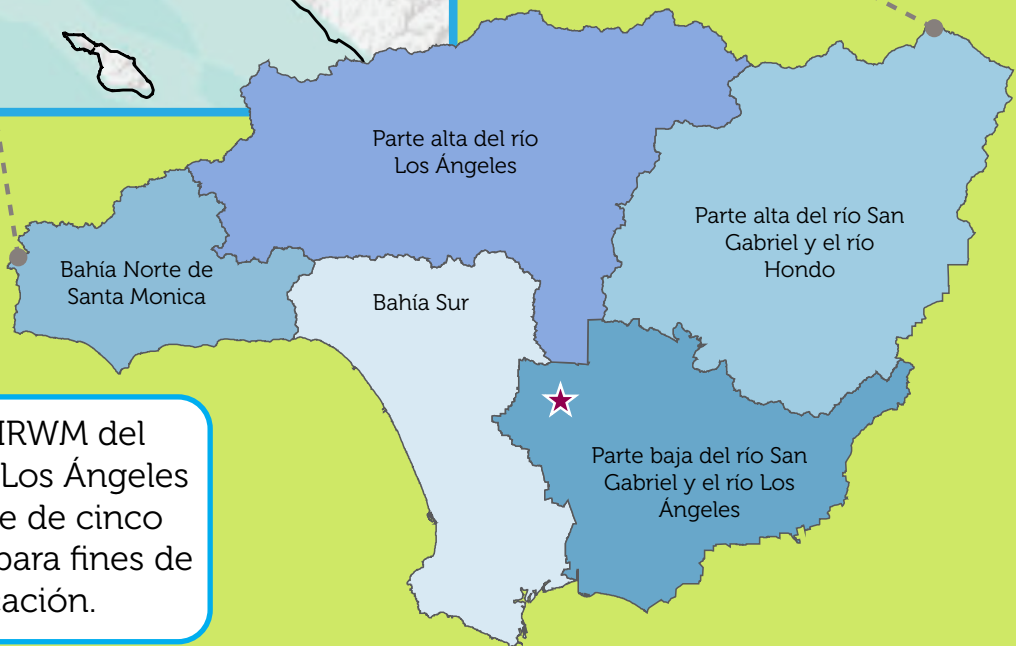 Parte alta del río
Los Ángeles
Parte alta del río San
Gabriel y el río
Hondo
Bahía Norte de
Santa Monica
Bahía Sur
Parte baja del río San
Gabriel y el río Los
Ángeles
IRWM del
Los Ángeles
e de cinco
para fines de
ación.